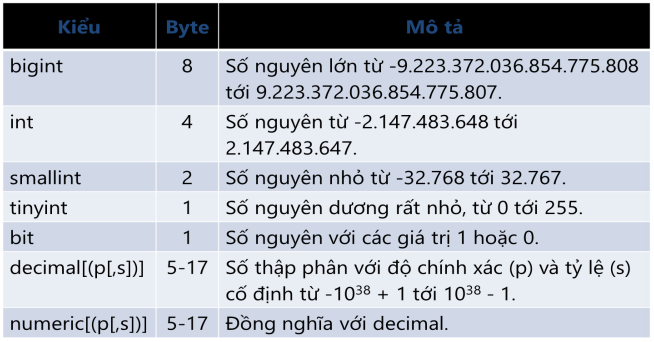 Kiểu Byte Mô tả
bigint 8 Số nguyên lớn từ -9.223.372.036.854.775.808
tới 9.223.372.036.854.775.807.
int 4 Số nguyên từ -2.147.483.648 tới
2.147.483.647.
smallint 2 Số nguyên nhỏ từ -32.768 tới 32.767.
tinyint 1 Số nguyên dương rất nhỏ, từ 0 tới 255.
bit 1 Số nguyên với các giá trị 1 hoặc 0.
decimal[(p[,s])] 5-17 Số thập phân với độ chính xác (p) và tỷ lệ (s)
cố định từ -10³⁸ + 1 tới 10³⁸ - 1.
numeric[(p[,s])] 5-17 Đồng nghĩa với decimal.